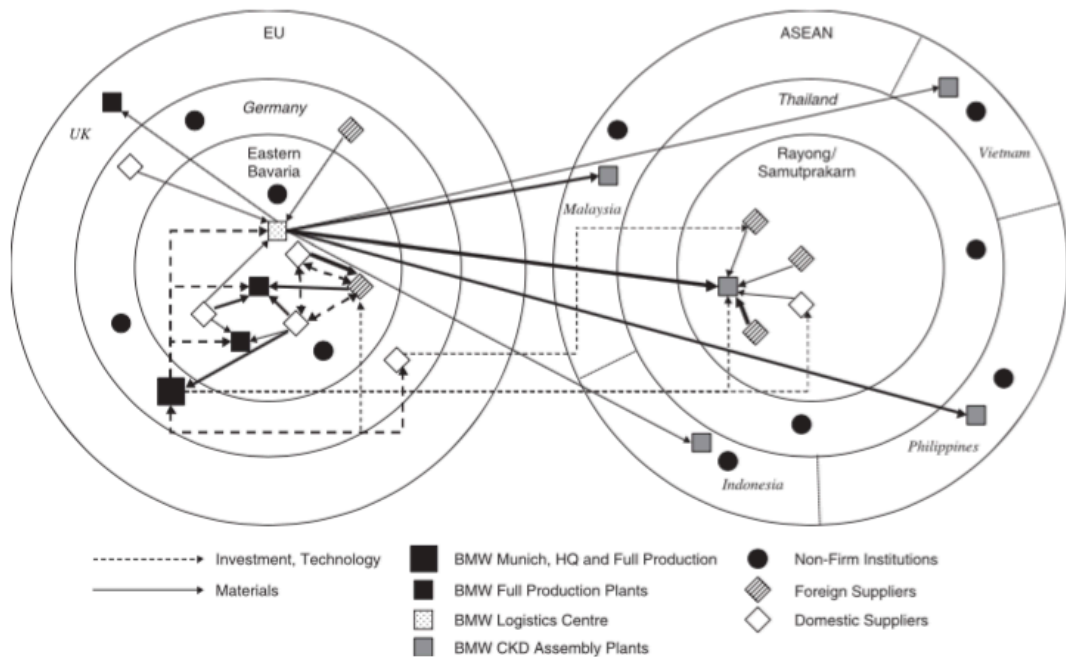 EU
ASEAN
Germany
Thailand
UK
Eastern
Bavaria
Rayong/
Samutprakarn
Vietnam
Malaysia
Philippines
Indonesia
Investment, Technology
Materials
BMW Munich, HQ and Full Production
BMW Full Production Plants
BMW Logistics Centre
BMW CKD Assembly Plants
Non-Firm Institutions
Foreign Suppliers
Domestic Suppliers